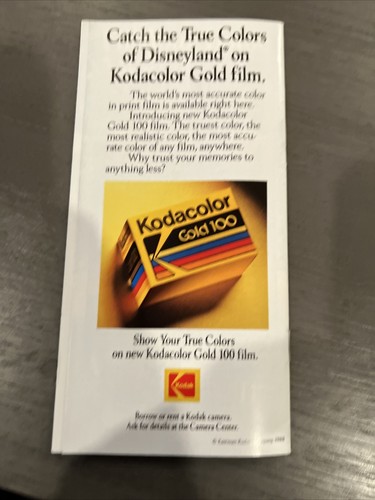 Catch the True Colors
of Disneyland® on
Kodacolor Gold film.
The world's most accurate color
in print film is available right here.
Introducing new Kodacolor
Gold 100 film. The truest color, the
most realistic color, the most accu-
rate color of any film, anywhere.
Why trust your memories to
anything less?
Kodacolor
Gold 100
Show Your True Colors
on new Kodacolor Gold 100 film.
Kodak
Borrow or rent a Kodak camera.
Ask for details at the Camera Center.
© Eastman Kodak